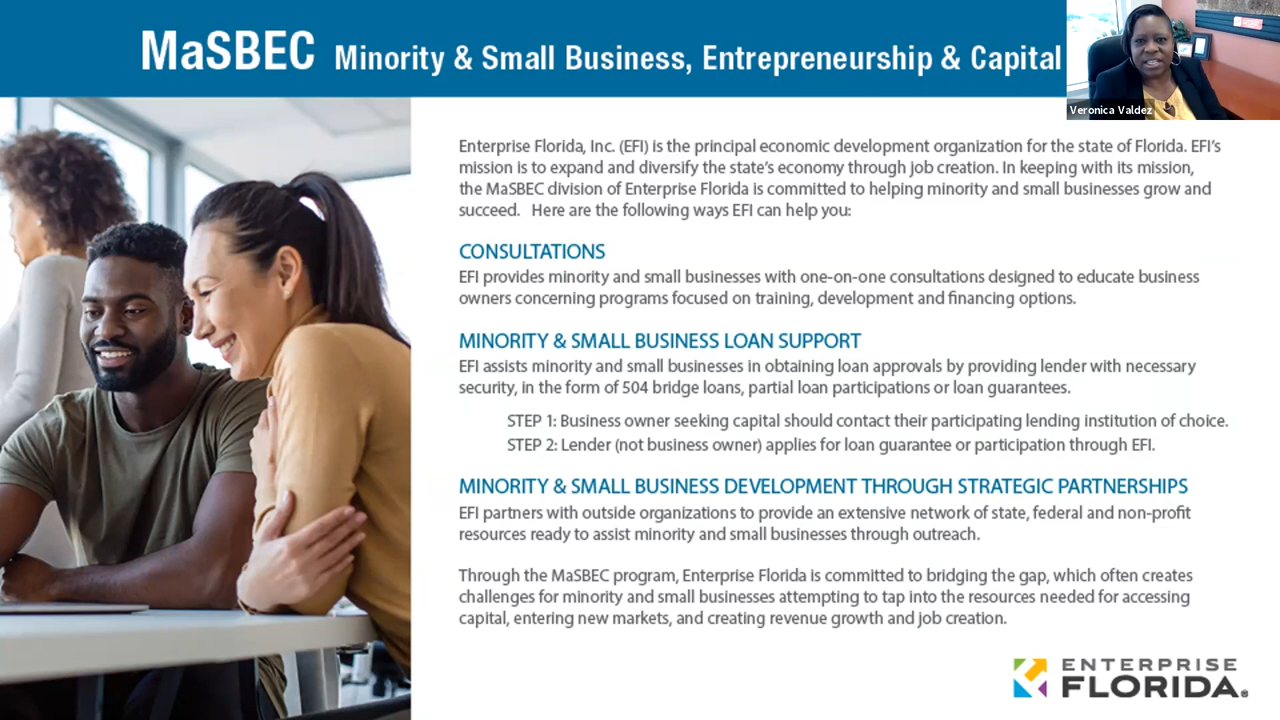 MaSBEC Minority & Small Business, Entrepreneurship & Capital
Veronica Valdez
Enterprise Florida, Inc. (EFI) is the principal economic development organization for the state of Florida. EFI's
mission is to expand and diversify the state's economy through job creation. In keeping with its mission,
the MaSBEC division of Enterprise Florida is committed to helping minority and small businesses grow and
succeed. Here are the following ways EFI can help you:
CONSULTATIONS
EFI provides minority and small businesses with one-on-one consultations designed to educate business
owners concerning programs focused on training, development and financing options.
MINORITY & SMALL BUSINESS LOAN SUPPORT
EFI assists minority and small businesses in obtaining loan approvals by providing lender with necessary
security, in the form of 504 bridge loans, partial loan participations or loan guarantees.
STEP 1: Business owner seeking capital should contact their participating lending institution of choice.
STEP 2: Lender (not business owner) applies for loan guarantee or participation through EFI.
MINORITY & SMALL BUSINESS DEVELOPMENT THROUGH STRATEGIC PARTNERSHIPS
EFI partners with outside organizations to provide an extensive network of state, federal and non-profit
resources ready to assist minority and small businesses through outreach.
Through the MaSBEC program, Enterprise Florida is committed to bridging the gap, which often creates
challenges for minority and small businesses attempting to tap into the resources needed for accessing
capital, entering new markets, and creating revenue growth and job creation.
ENTERPRISE
FLORIDA®